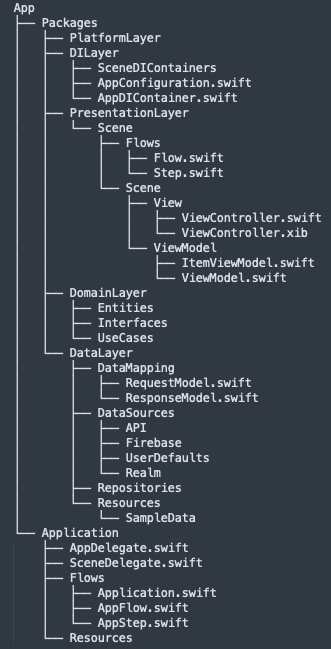 App
├── Packages
│   ├── PlatformLayer
│   ├── DILayer
│   │   ├── SceneDIContainers
│   │   ├── AppConfiguration.swift
│   │   └── AppDIContainer.swift
│   ├── PresentationLayer
│   │   └── Scene
│   │       ├── Flows
│   │       │   ├── Flow.swift
│   │       │   └── Step.swift
│   │       └── Scene
│   │           ├── View
│   │           │   ├── ViewController.swift
│   │           │   └── ViewController.xib
│   │           └── ViewModel
│   │               ├── ItemViewModel.swift
│   │               └── ViewModel.swift
│   ├── DomainLayer
│   │   ├── Entities
│   │   ├── Interfaces
│   │   └── UseCases
│   └── DataLayer
│       ├── DataMapping
│       │   ├── RequestModel.swift
│       │   └── ResponseModel.swift
│       ├── DataSources
│       │   ├── API
│       │   ├── Firebase
│       │   ├── UserDefaults
│       │   └── Realm
│       ├── Repositories
│       └── Resources
│           └── SampleData
└── Application
    ├── AppDelegate.swift
    ├── SceneDelegate.swift
    ├── Flows
    │   ├── Application.swift
    │   ├── AppFlow.swift
    │   └── AppStep.swift
    └── Resources